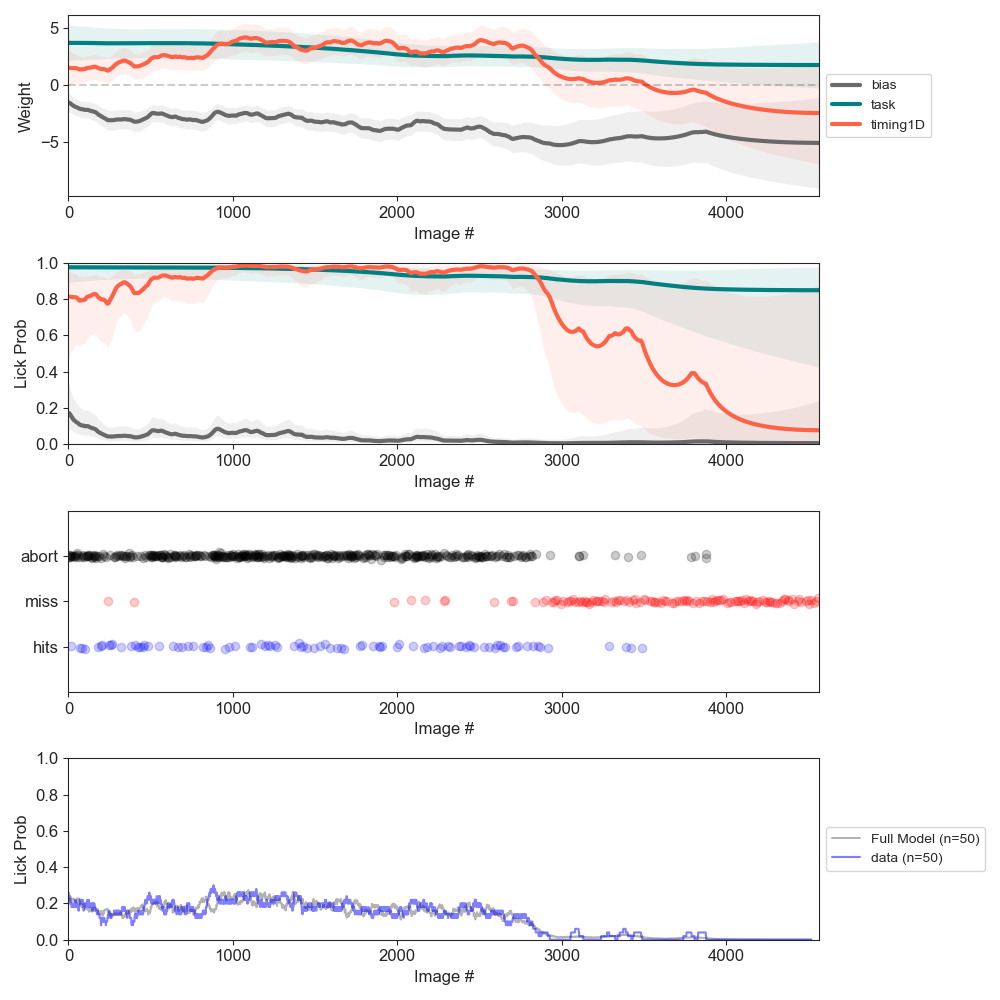 5
0
−5
Weight
0
1000
2000
3000
4000
Image #
bias
task
timing1D
1.0
0.8
0.6
0.4
0.2
0.0
Lick Prob
0
1000
2000
3000
4000
Image #
abort
miss
hits
0
1000
2000
3000
4000
Image #
1.0
0.8
0.6
0.4
0.2
0.0
Lick Prob
0
1000
2000
3000
4000
Image #
Full Model (n=50)
data (n=50)